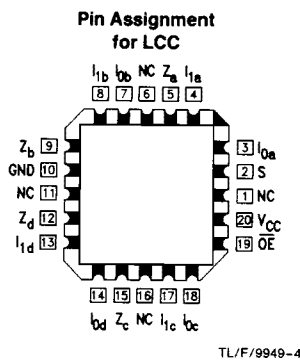 Pin Assignment
for LCC
I1b I0b NC Za I1a
8 7 6 5 4
Zb 9
GND 10
NC 11
Zd 12
I1d 13
3 I0a
2 S
1 NC
20 VCC
19 O̅E̅
14 15 16 17 18
I0d Zc NC I1c I0c
TL/F/9949-4